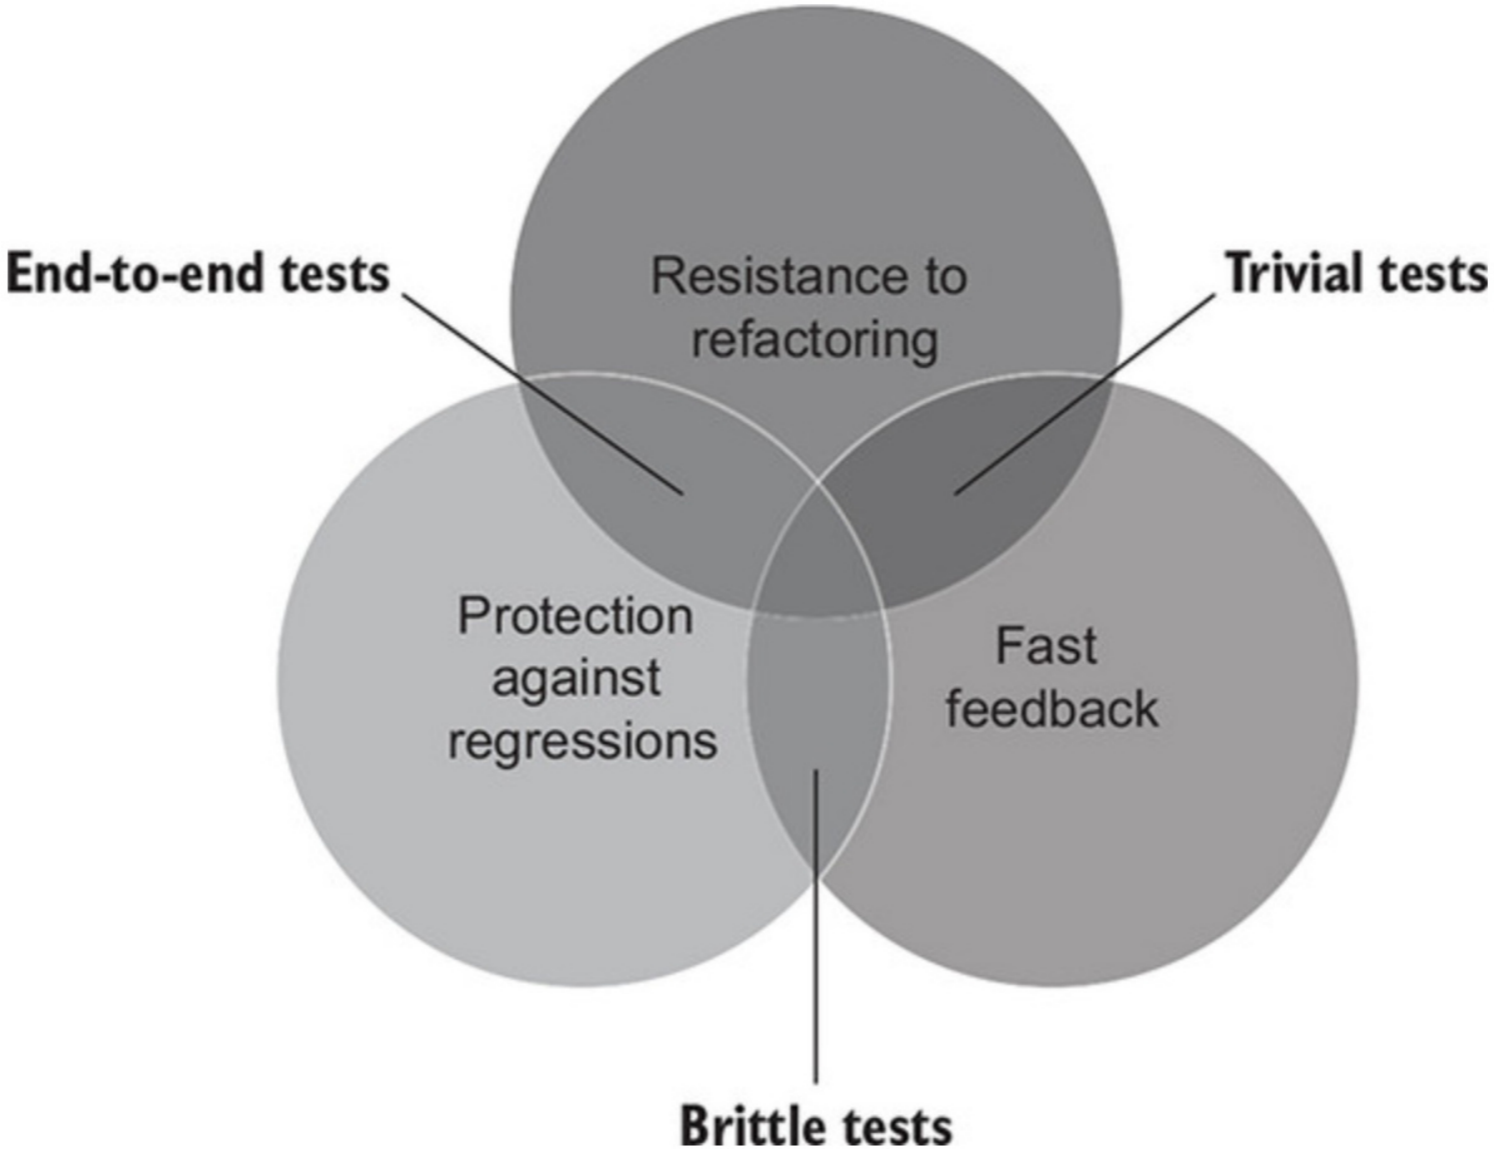 End-to-end tests
Trivial tests
Resistance to
refactoring
Protection
against
regressions
Fast
feedback
Brittle tests